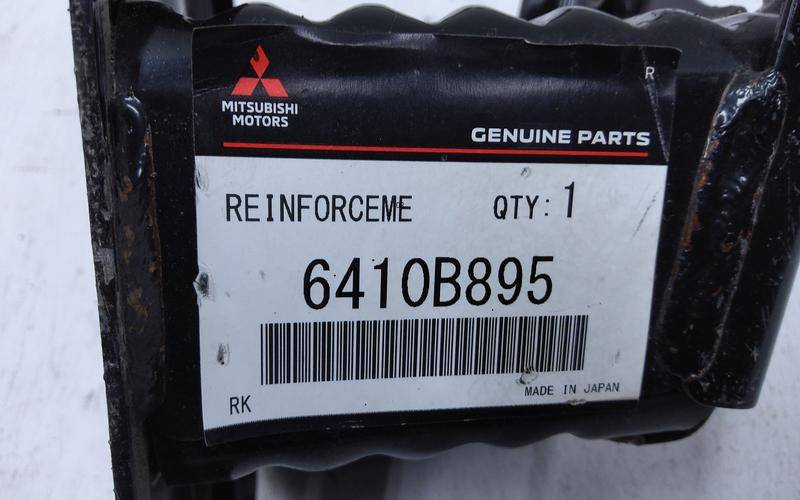 R
MITSUBISHI
MOTORS
GENUINE PARTS
REINFORCEME QTY: 1
6410B895
MADE IN JAPAN
RK